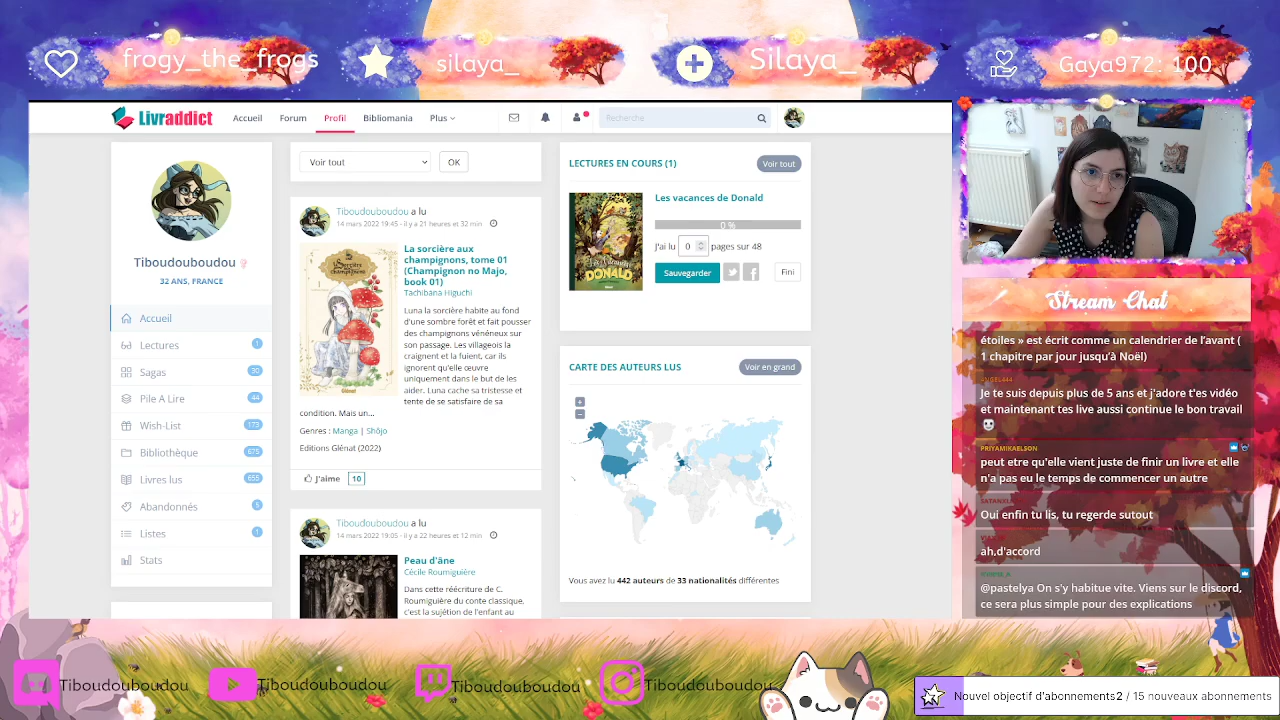 frogy_the_frogs
silaya_
Silaya_
Gaya972: 100
Livraddict
Accueil
Forum
Profil
Bibliomania
Plus
Recherche
Tiboudouboudou
32 ANS, FRANCE
Accueil
Lectures 1
Sagas 30
Pile A Lire 44
Wish-List 173
Bibliothèque 675
Livres lus 655
Abandonnés 5
Listes 1
Stats
Voir tout
OK
Tiboudouboudou a lu
14 mars 2022 19:45 - il y a 21 heures et 32 min
La sorcière aux
champignons, tome 01
(Champignon no Majo,
book 01)
Tachibana Higuchi
Luna la sorcière habite au fond
d'une sombre forêt et fait pousser
des champignons vénéneux sur
son passage. Les villageois la
craignent et la fuient, car ils
ignorent qu'elle œuvre
uniquement dans le but de les
aider. Luna cache sa tristesse et
tente de se satisfaire de sa
condition. Mais un...
Genres : Manga | Shôjo
Editions Glénat (2022)
J'aime 10
Tiboudouboudou a lu
14 mars 2022 19:05 - il y a 22 heures et 12 min
Peau d'âne
Cécile Roumiguière
Dans cette réécriture de C.
Roumiguière du conte classique,
c'est la sujétion de l'enfant au
LECTURES EN COURS (1)
Voir tout
Les vacances de Donald
0 %
J'ai lu 0 pages sur 48
Sauvegarder
Fini
DONALD
CARTE DES AUTEURS LUS
Voir en grand
+
−
Vous avez lu 442 auteurs de 33 nationalités différentes
Stream Chat
étoiles » est écrit comme un calendrier de l'avant (
1 chapitre par jour jusqu'à Noël)
Je te suis depuis plus de 5 ans et j'adore t'es vidéo
et maintenant tes live aussi continue le bon travail
PRIYAMIKAELSON
peut etre qu'elle vient juste de finir un livre et elle
n'a pas eu le temps de commencer un autre
Oui enfin tu lis, tu regerde sutout
ah,d'accord
@pastelya On s'y habitue vite. Viens sur le discord,
ce sera plus simple pour des explications
Tiboudouboudou
Tiboudouboudou
Tiboudouboudou
Tiboudouboudou
Nouvel objectif d'abonnements2 / 15 nouveaux abonnements